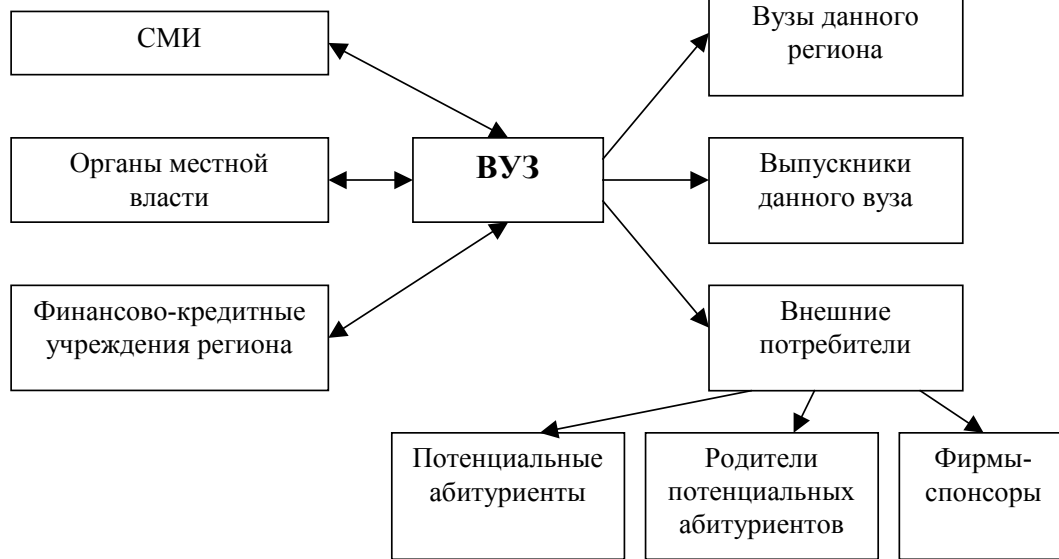 СМИ
Вузы данного
региона
Органы местной
власти
ВУЗ
Выпускники
данного вуза
Финансово-кредитные
учреждения региона
Внешние
потребители
Потенциальные
абитуриенты
Родители
потенциальных
абитуриентов
Фирмы-
спонсоры